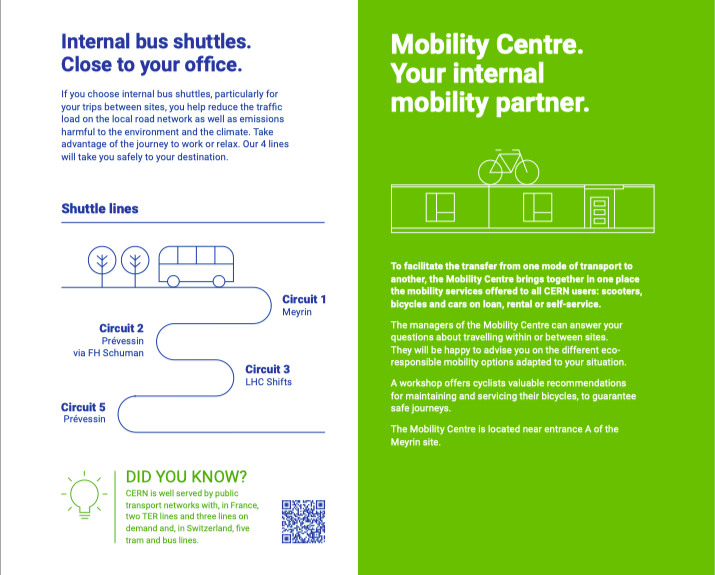 Internal bus shuttles.
Close to your office.
If you choose internal bus shuttles, particularly for
your trips between sites, you help reduce the traffic
load on the local road network as well as emissions
harmful to the environment and the climate. Take
advantage of the journey to work or relax. Our 4 lines
will take you safely to your destination.
Shuttle lines
Circuit 1
Meyrin
Circuit 2
Prévessin
via FH Schuman
Circuit 3
LHC Shifts
Circuit 5
Prévessin
DID YOU KNOW?
CERN is well served by public
transport networks with, in France,
two TER lines and three lines on
demand and, in Switzerland, five
tram and bus lines.
Mobility Centre.
Your internal
mobility partner.
To facilitate the transfer from one mode of transport to
another, the Mobility Centre brings together in one place
the mobility services offered to all CERN users: scooters,
bicycles and cars on loan, rental or self-service.
The managers of the Mobility Centre can answer your
questions about travelling within or between sites.
They will be happy to advise you on the different eco-
responsible mobility options adapted to your situation.
A workshop offers cyclists valuable recommendations
for maintaining and servicing their bicycles, to guarantee
safe journeys.
The Mobility Centre is located near entrance A of the
Meyrin site.